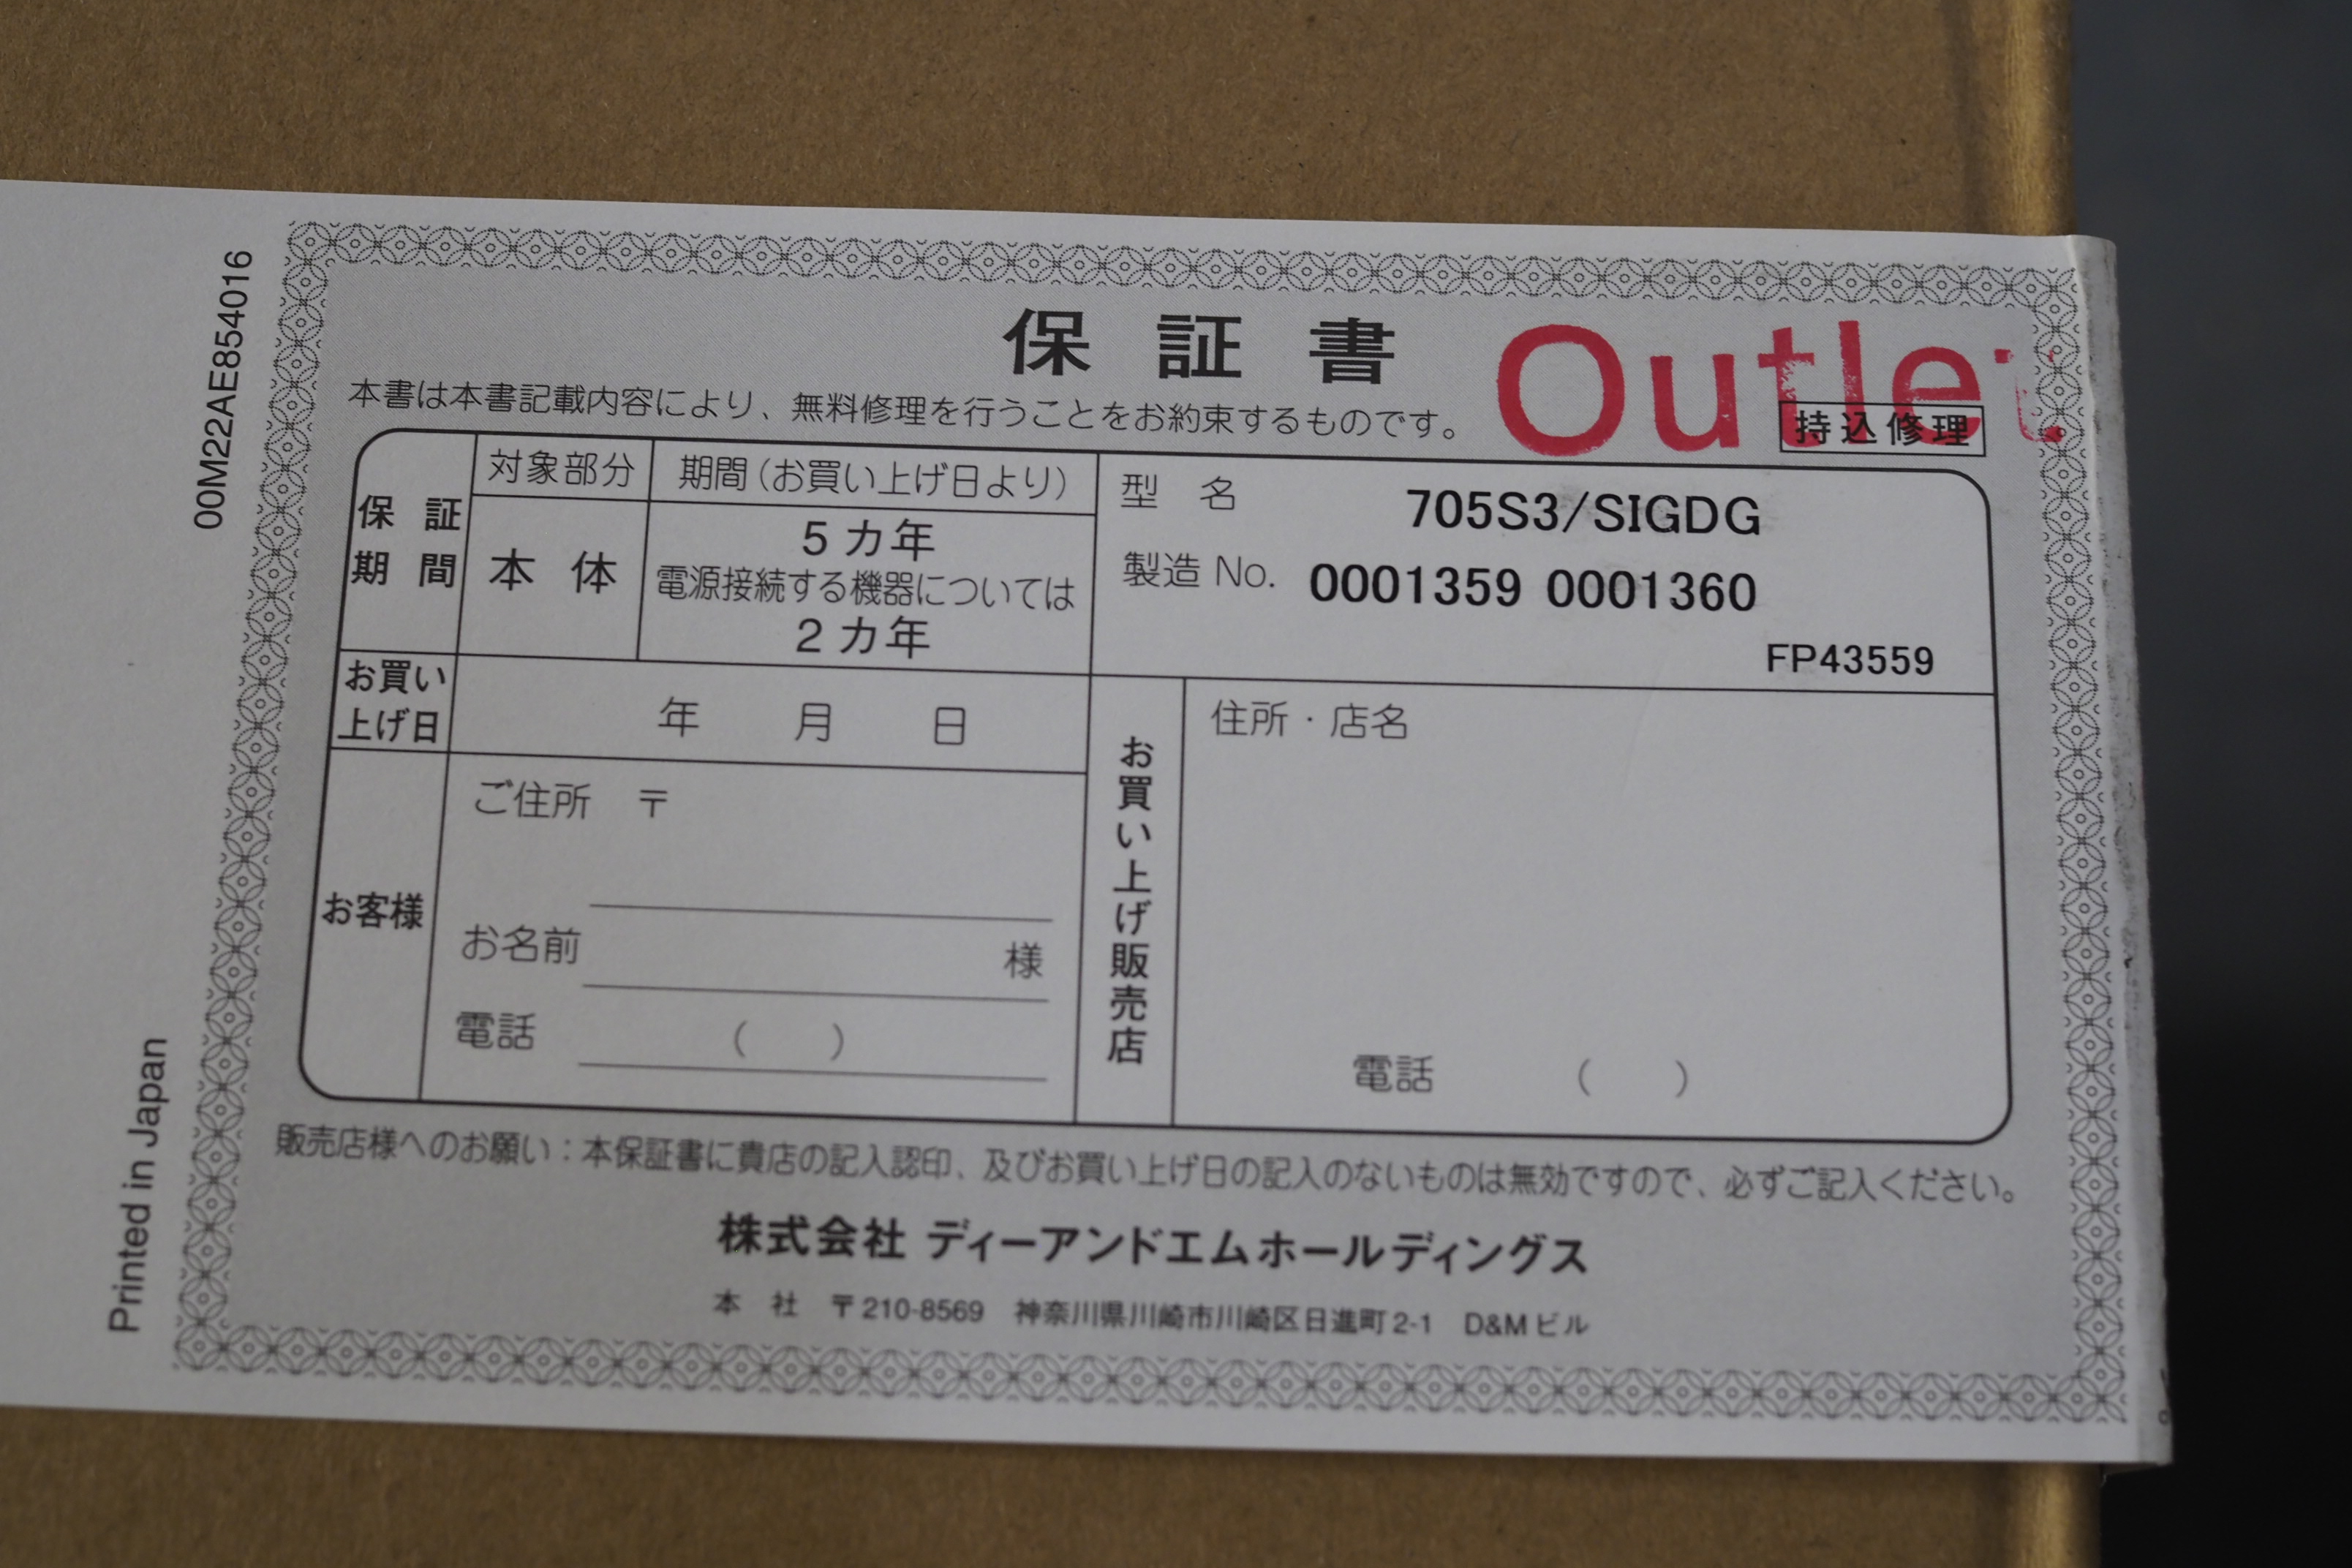 00M22AE854016
保証書
Outlet
本書は本書記載内容により、無料修理を行うことをお約束するものです。
持込修理
保証期間
対象部分
期間（お買い上げ日より）
本体
5カ年
電源接続する機器については
2カ年
型名 705S3/SIGDG
製造 No. 0001359 0001360
FP43559
お買い
上げ日
年 月 日
お客様
ご住所 〒
お名前 様
電話 （ ）
お買い上げ販売店
住所・店名
電話 （ ）
販売店様へのお願い：本保証書に貴店の記入認印、及びお買い上げ日の記入のないものは無効ですので、必ずご記入ください。
株式会社 ディーアンドエムホールディングス
本社 〒210-8569 神奈川県川崎市川崎区日進町2-1 D&Mビル
Printed in Japan